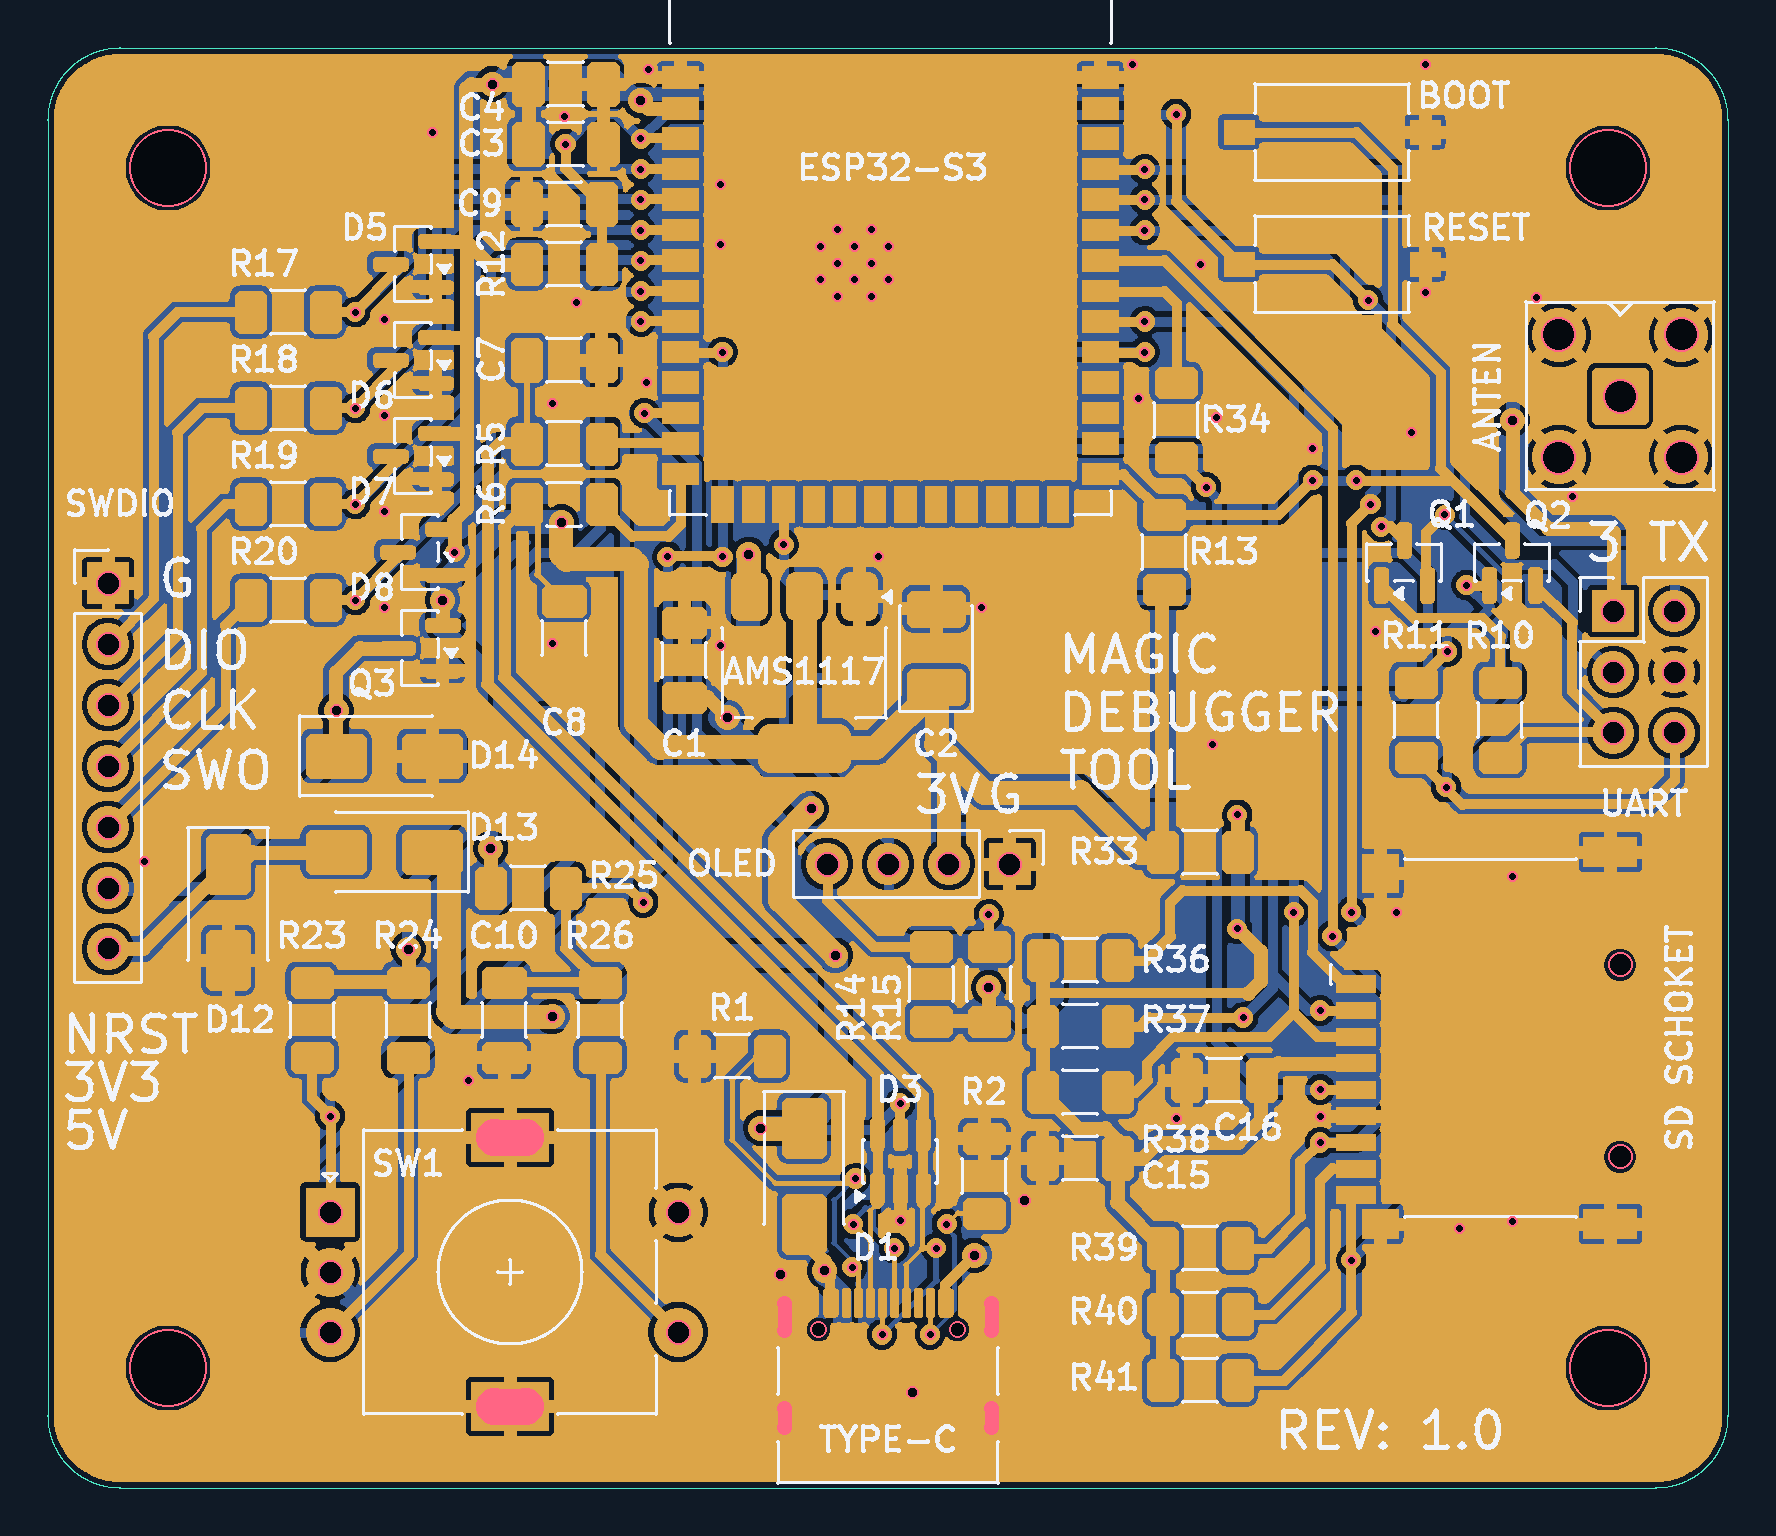 BOOT
C4
C3
ESP32-S3
C9
D5
RESET
R17
R12
R18
C7
ANTEN
D6
R34
R19
R5
D7
SWDIO
R6
Q1
Q2
3 TX
R20
R13
G
D8
DIO
R11
R10
MAGIC
AMS1117
Q3
CLK
DEBUGGER
C8
C1
C2
D14
SWO
TOOL
3V G
UART
D13
OLED
R33
R25
R23
R24
C10
R26
R36
SD SCHOKET
D12
R1
R14
R15
R37
NRST
3V3
5V
D3
R2
C16
R38
SW1
C15
D1
R39
R40
R41
TYPE-C
REV: 1.0